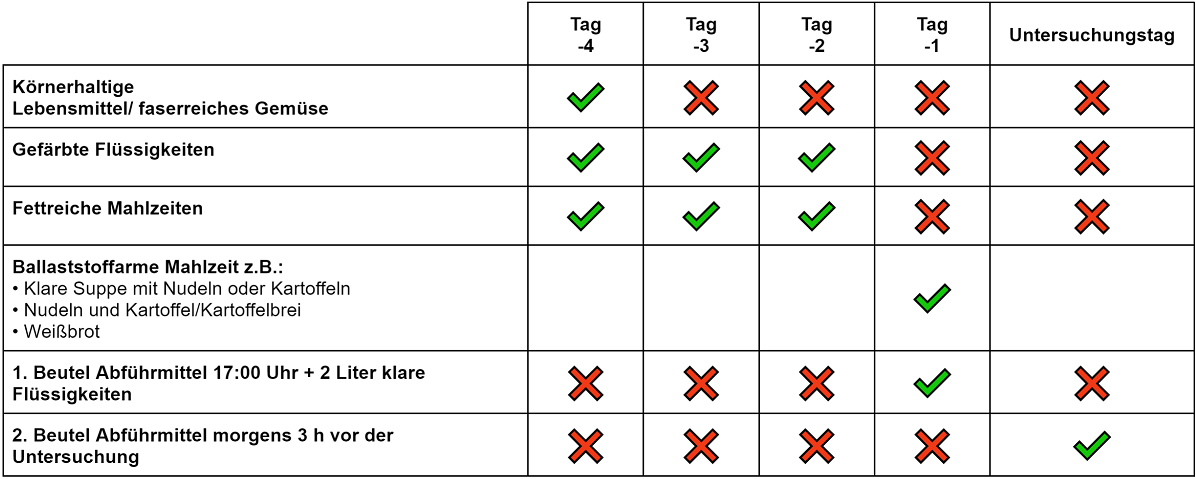 Tag
-4
Tag
-3
Tag
-2
Tag
-1
Untersuchungstag
Körnerhaltige
Lebensmittel/ faserreiches Gemüse
Gefärbte Flüssigkeiten
Fettreiche Mahlzeiten
Ballaststoffarme Mahlzeit z.B.:
• Klare Suppe mit Nudeln oder Kartoffeln
• Nudeln und Kartoffel/Kartoffelbrei
• Weißbrot
1. Beutel Abführmittel 17:00 Uhr + 2 Liter klare
Flüssigkeiten
2. Beutel Abführmittel morgens 3 h vor der
Untersuchung